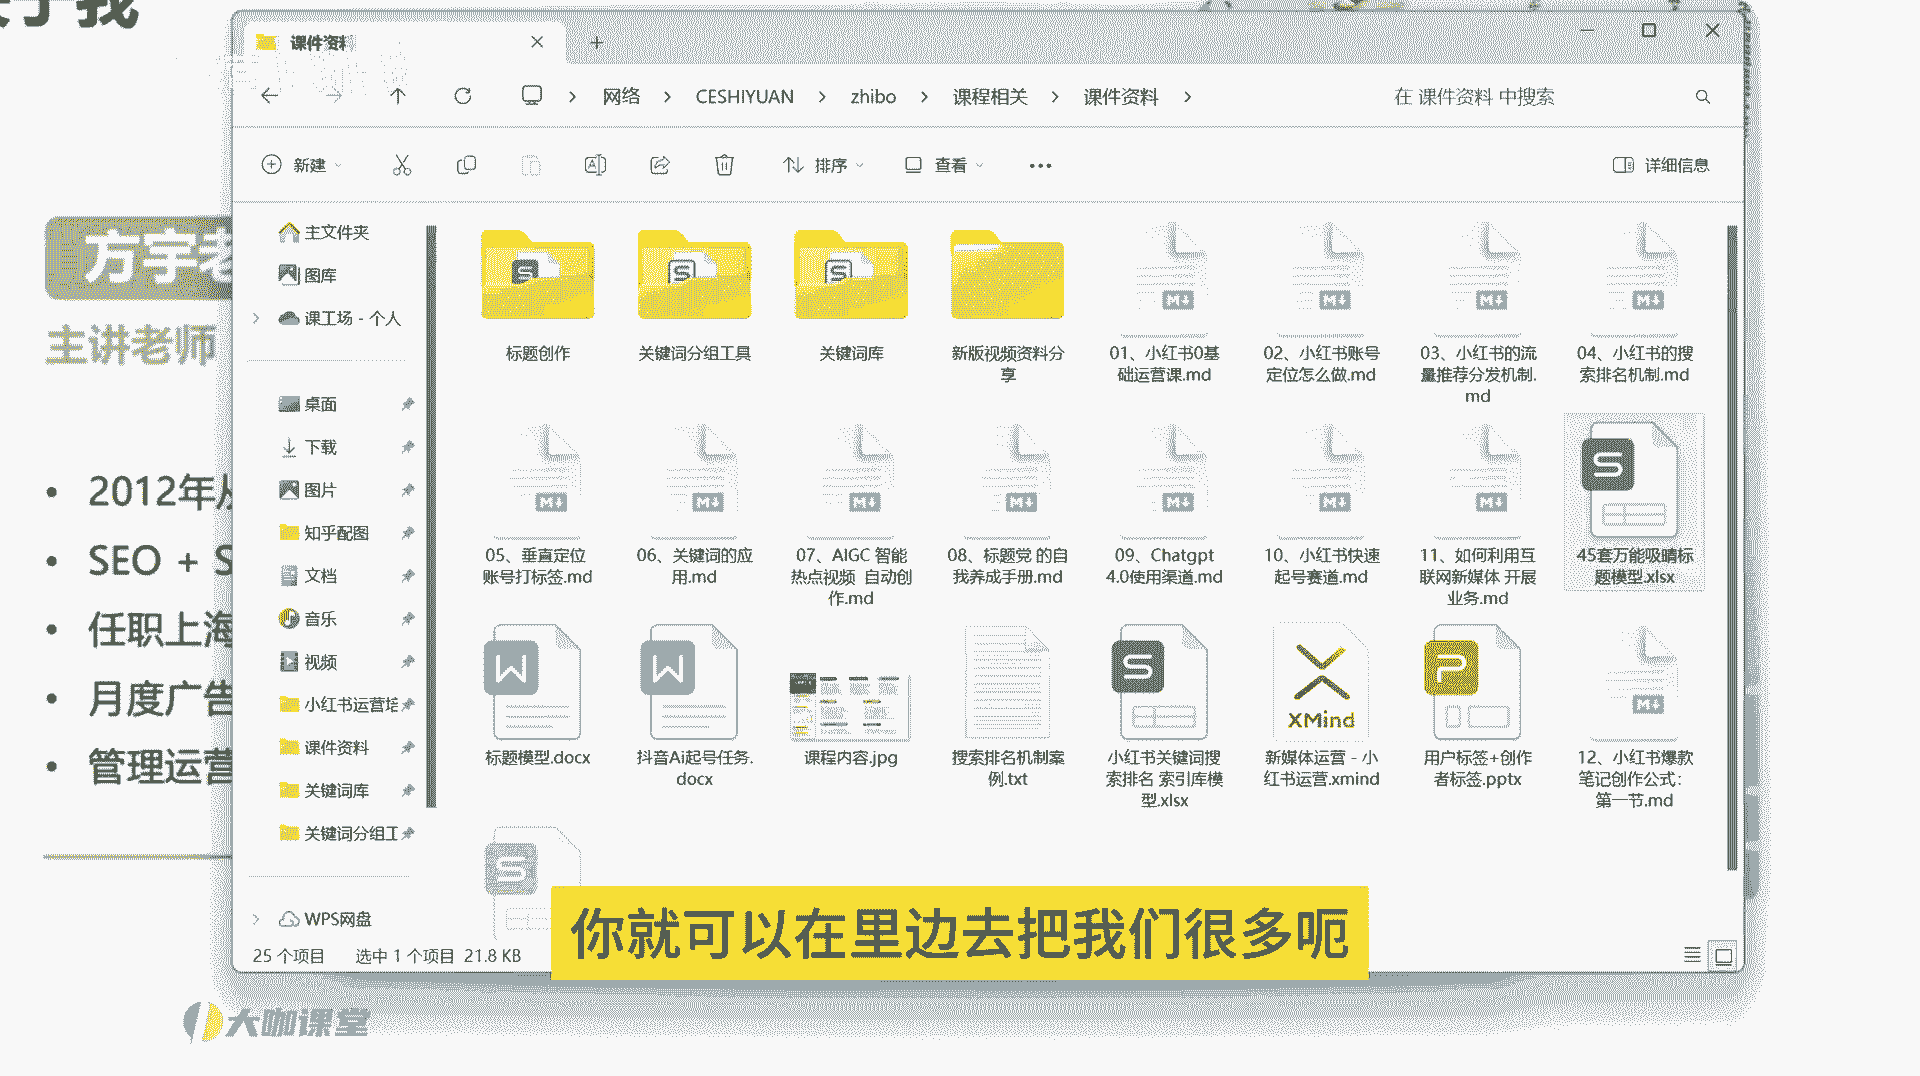 课件资料
网络 CESHIYUAN zhibo 课程相关 课件资料
在 课件资料 中搜索
新建
排序
查看
详细信息
方宇老
主讲老师
2012年从
SEO + S
任职上海
月度广告
管理运营
主文件夹
图库
课工场 - 个人
桌面
下载
图片
知乎配图
文档
音乐
视频
小红书运营培
课件资料
关键词库
关键词分组工
WPS网盘
标题创作
关键词分组工具
关键词库
新版视频资料分
享
01、小红书0基
础运营课.md
02、小红书账号
定位怎么做.md
03、小红书的流
量推荐分发机制.
md
04、小红书的搜
索排名机制.md
05、垂直定位
账号打标签.md
06、关键词的应
用.md
07、AIGC 智能
热点视频 自动创
作.md
08、标题党 的自
我养成手册.md
09、Chatgpt
4.0使用渠道.md
10、小红书快速
起号赛道.md
11、如何利用互
联网新媒体 开展
业务.md
45套万能吸睛标
题模型.xlsx
标题模型.docx
抖音Ai起号任务.
docx
课程内容.jpg
搜索排名机制案
例.txt
小红书关键词搜
索排名 索引库模
型.xlsx
XMind
新媒体运营 - 小
红书运营.xmind
用户标签+创作
者标签.pptx
12、小红书爆款
笔记创作公式：
第一节.md
25 个项目 选中 1 个项目 21.8 KB
你就可以在里边去把我们很多呃
大咖课堂